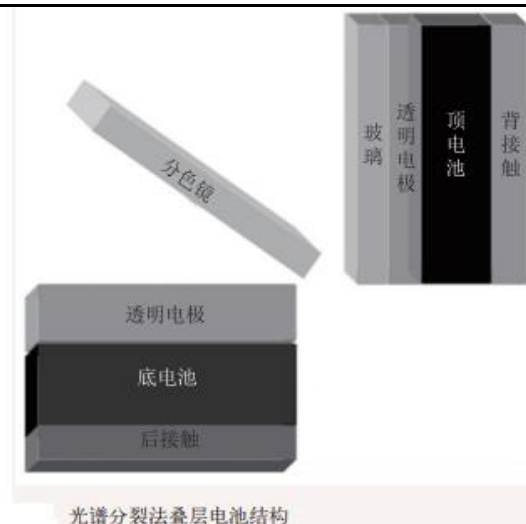 玻璃
透明电极
顶电池
背接触
分色镜
透明电极
底电池
后接触
光谱分裂法叠层电池结构